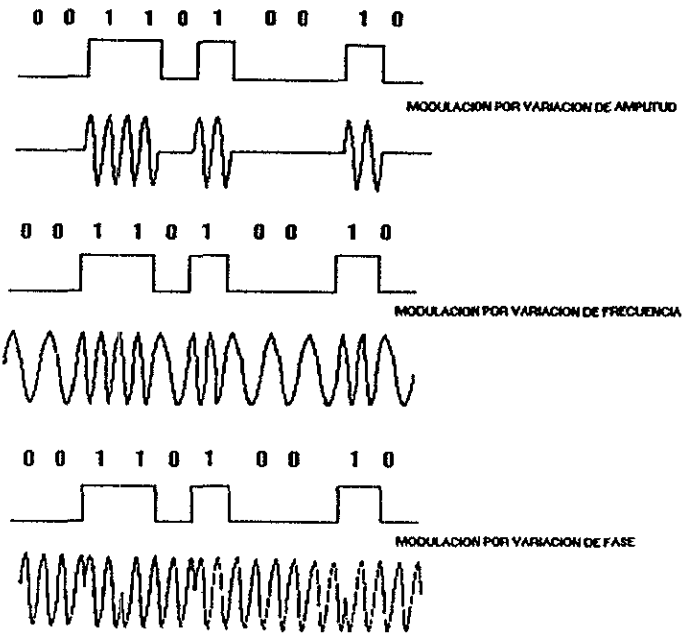 0 0 1 1 0 1 0 0 1 0
MODULACION POR VARIACION DE AMPLITUD
0 0 1 1 0 1 0 0 1 0
MODULACION POR VARIACION DE FRECUENCIA
0 0 1 1 0 1 0 0 1 0
MODULACION POR VARIACION DE FASE